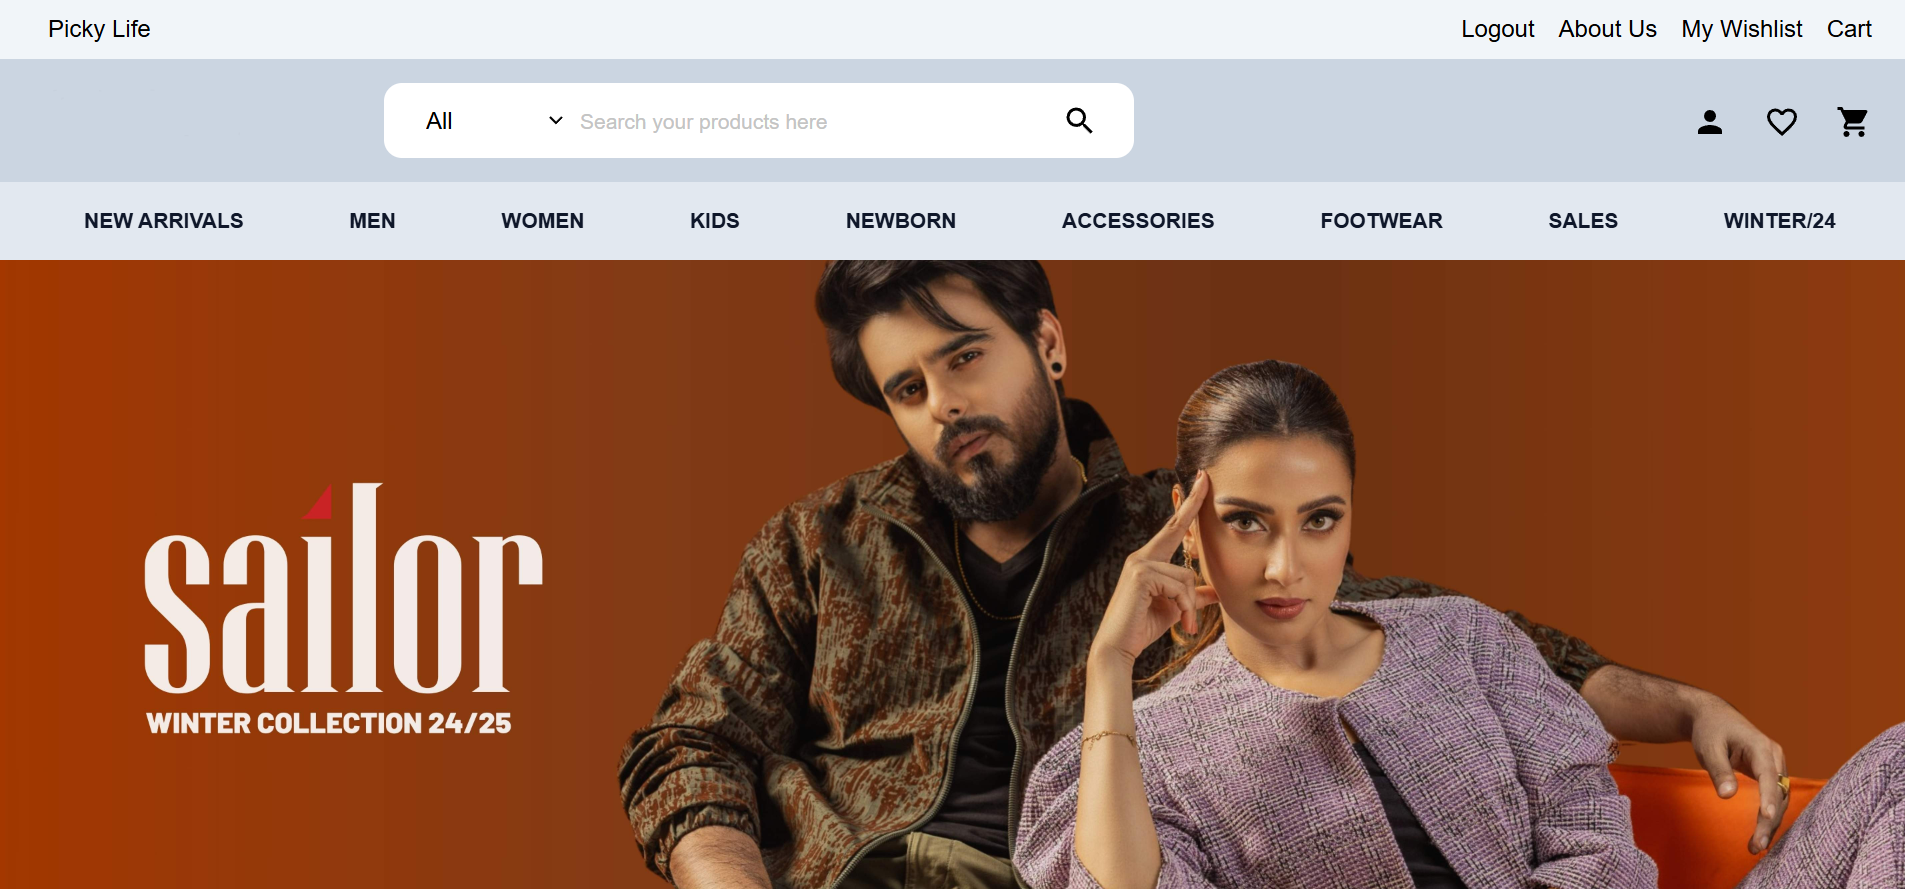 Picky Life
Logout About Us My Wishlist Cart
All Search your products here
NEW ARRIVALS MEN WOMEN KIDS NEWBORN ACCESSORIES FOOTWEAR SALES WINTER/24
sailor
WINTER COLLECTION 24/25